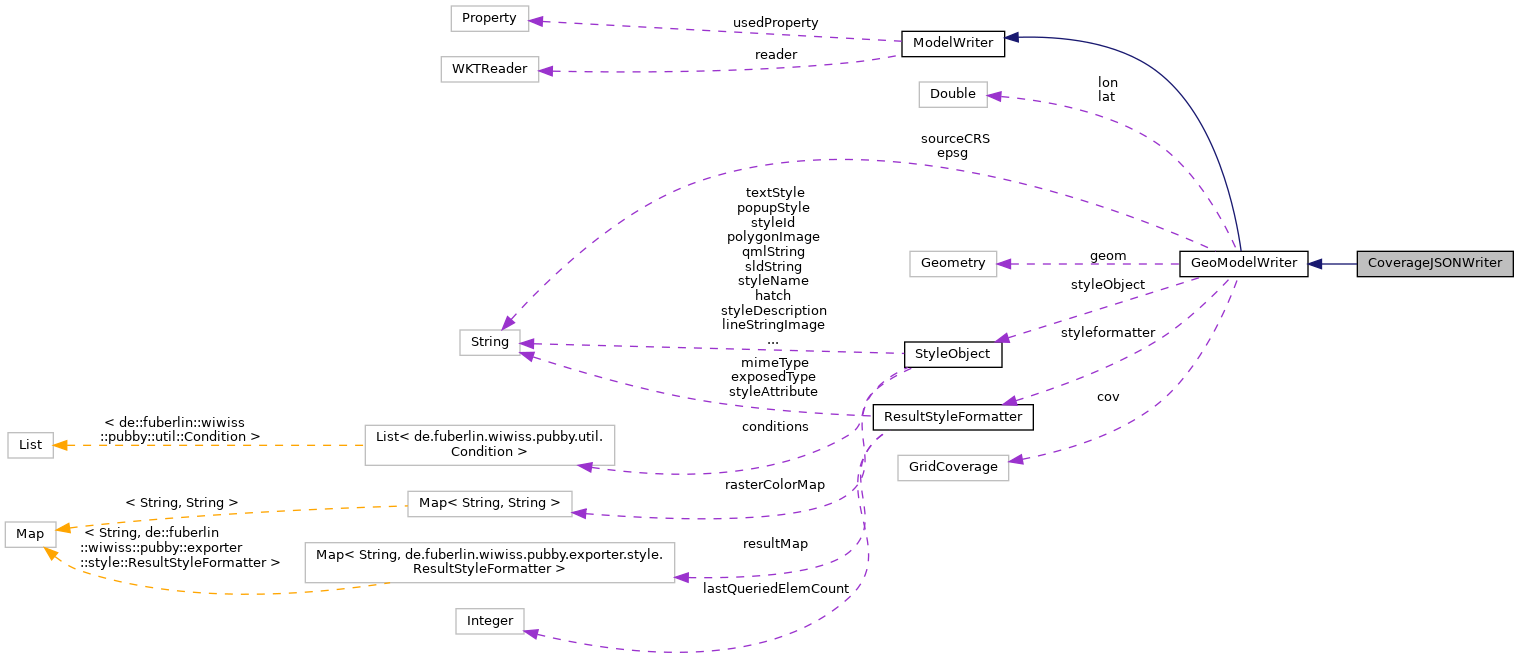 Property
usedProperty
ModelWriter
reader
WKTReader
Double
lon
lat
sourceCRS
epsg
textStyle
popupStyle
styleId
polygonImage
qmlString
sldString
styleName
hatch
styleDescription
lineStringImage
...
Geometry
geom
GeoModelWriter
CoverageJSONWriter
styleObject
styleformatter
String
StyleObject
mimeType
exposedType
styleAttribute
cov
ResultStyleFormatter
conditions
< de::fuberlin::wiwiss
::pubby::util::Condition >
List
List< de.fuberlin.wiwiss.pubby.util.
Condition >
GridCoverage
rasterColorMap
< String, String >
Map< String, String >
Map
< String, de::fuberlin
::wiwiss::pubby::exporter
::style::ResultStyleFormatter >
Map< String, de.fuberlin.wiwiss.pubby.exporter.style.
ResultStyleFormatter >
resultMap
lastQueriedElemCount
Integer